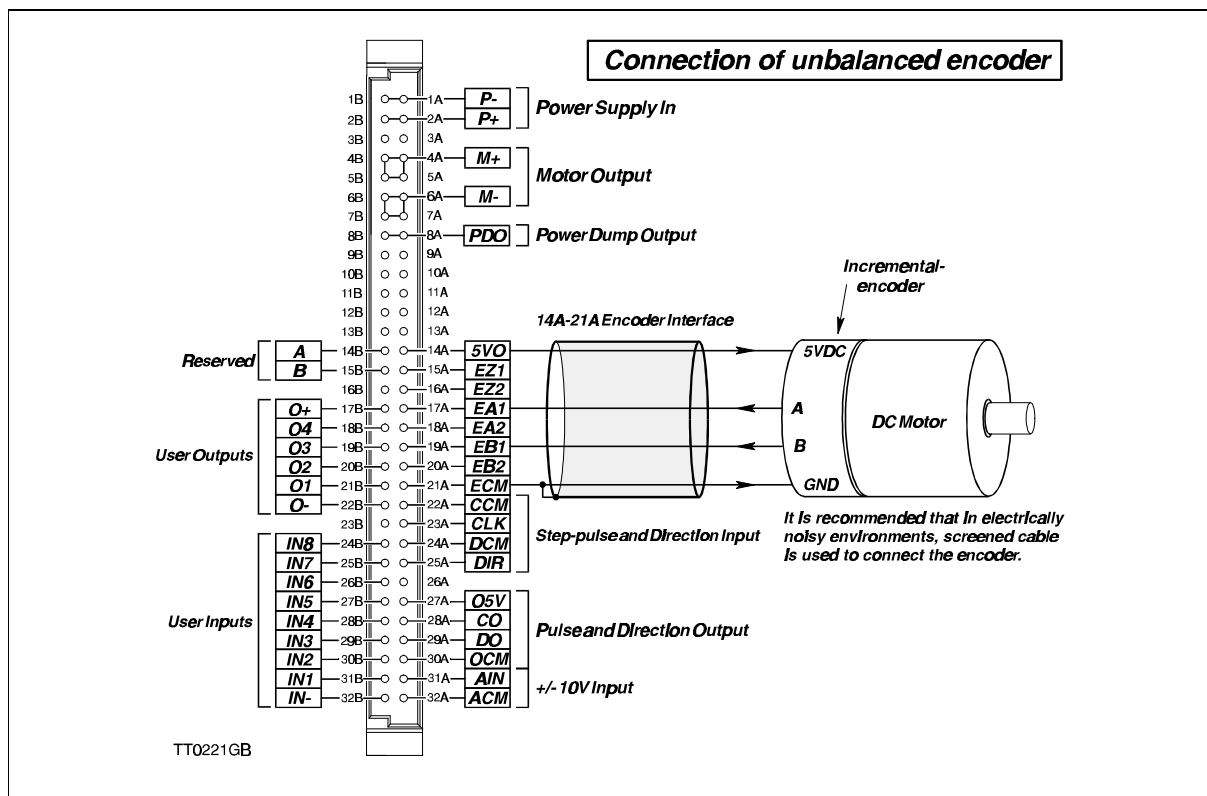 Connection of unbalanced encoder
1B 1A P-
2B 2A P+
Power Supply In
3B 3A
4B 4A M+
5B 5A
Motor Output
6B 6A M-
7B 7A
8B 8A PDO Power Dump Output
9B 9A
10B 10A
11B 11A
12B 12A
13B 13A
Incremental-
encoder
14A-21A Encoder Interface
Reserved
A 14B 14A 5VO 5VDC
B 15B 15A EZ1
16B 16A EZ2
O+ 17B 17A EA1 A
DC Motor
O4 18B 18A EA2
User Outputs
O3 19B 19A EB1 B
O2 20B 20A EB2
O1 21B 21A ECM GND
O- 22B 22A CCM
23B 23A CLK
Step-pulse and Direction Input
IN8 24B 24A DCM
IN7 25B 25A DIR
It is recommended that in electrically
noisy environments, screened cable
is used to connect the encoder.
IN6 26B 26A
IN5 27B 27A O5V
User Inputs
IN4 28B 28A CO
Pulse and Direction Output
IN3 29B 29A DO
IN2 30B 30A OCM
IN1 31B 31A AIN
+/- 10V Input
IN- 32B 32A ACM
TT0221GB